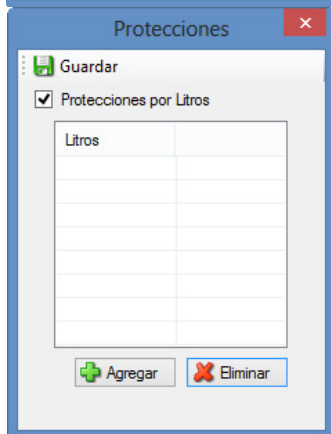 Protecciones
Guardar
Protecciones por Litros
Litros
Agregar Eliminar